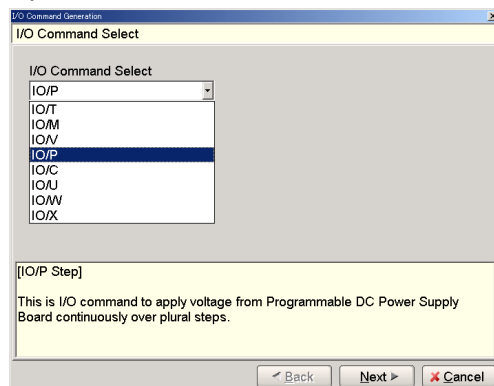 I/O Command Generation
I/O Command Select
I/O Command Select
IO/P
IO/T
IO/M
IO/V
IO/P
IO/C
IO/U
IO/W
IO/X
[IO/P Step]
This is I/O command to apply voltage from Programmable DC Power Supply
Board continuously over plural steps.
Back Next Cancel